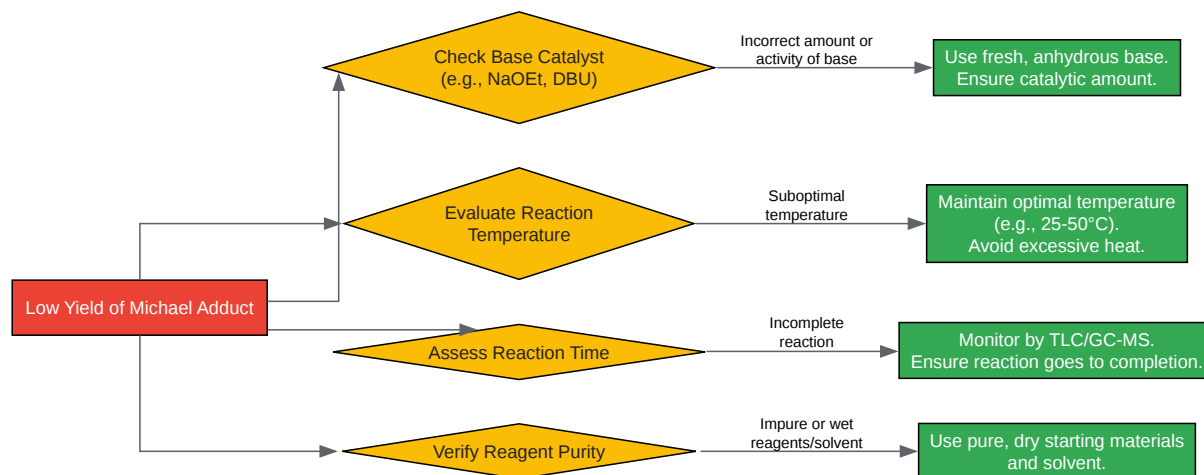 Check Base Catalyst
(e.g., NaOEt, DBU)
Incorrect amount or
activity of base
Use fresh, anhydrous base.
Ensure catalytic amount.
Evaluate Reaction
Temperature
Suboptimal
temperature
Maintain optimal temperature
(e.g., 25-50°C).
Avoid excessive heat.
Low Yield of Michael Adduct
Assess Reaction Time
Incomplete
reaction
Monitor by TLC/GC-MS.
Ensure reaction goes to completion.
Verify Reagent Purity
Impure or wet
reagents/solvent
Use pure, dry starting materials
and solvent.